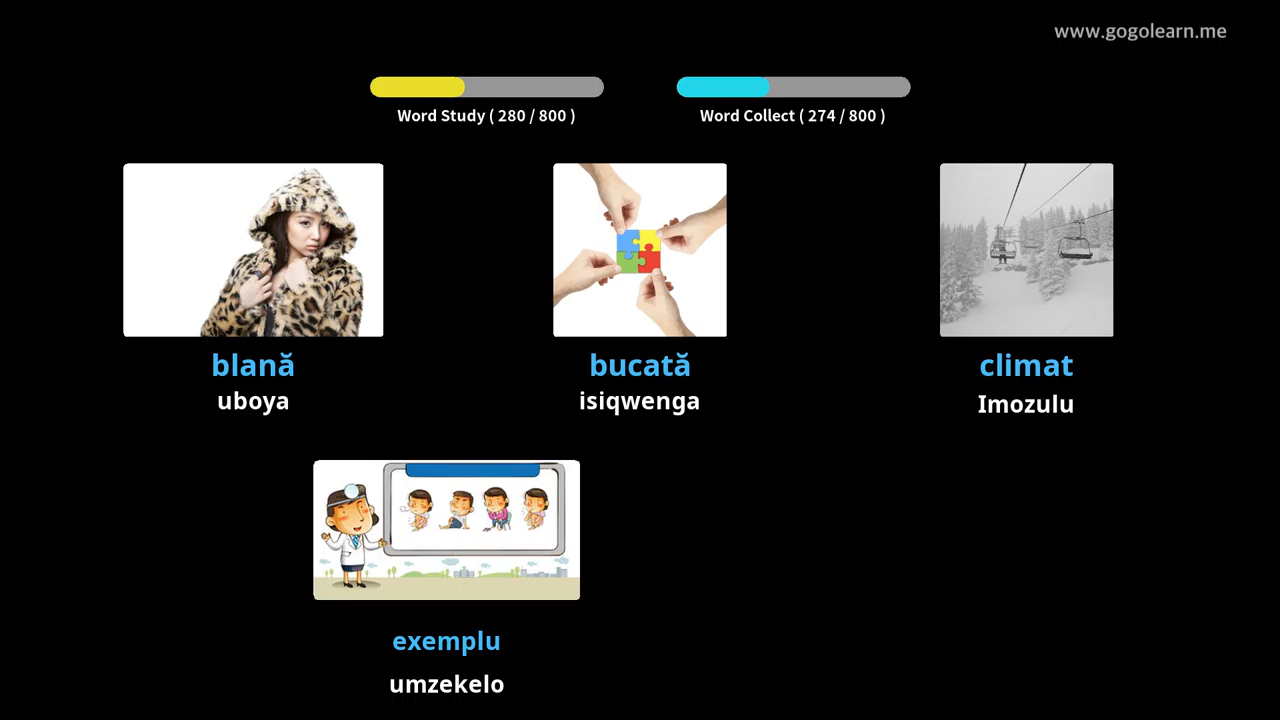 www.gogolearn.me
Word Study ( 280 / 800 )
Word Collect ( 274 / 800 )
blană
uboya
bucată
isiqwenga
climat
Imozulu
exemplu
umzekelo